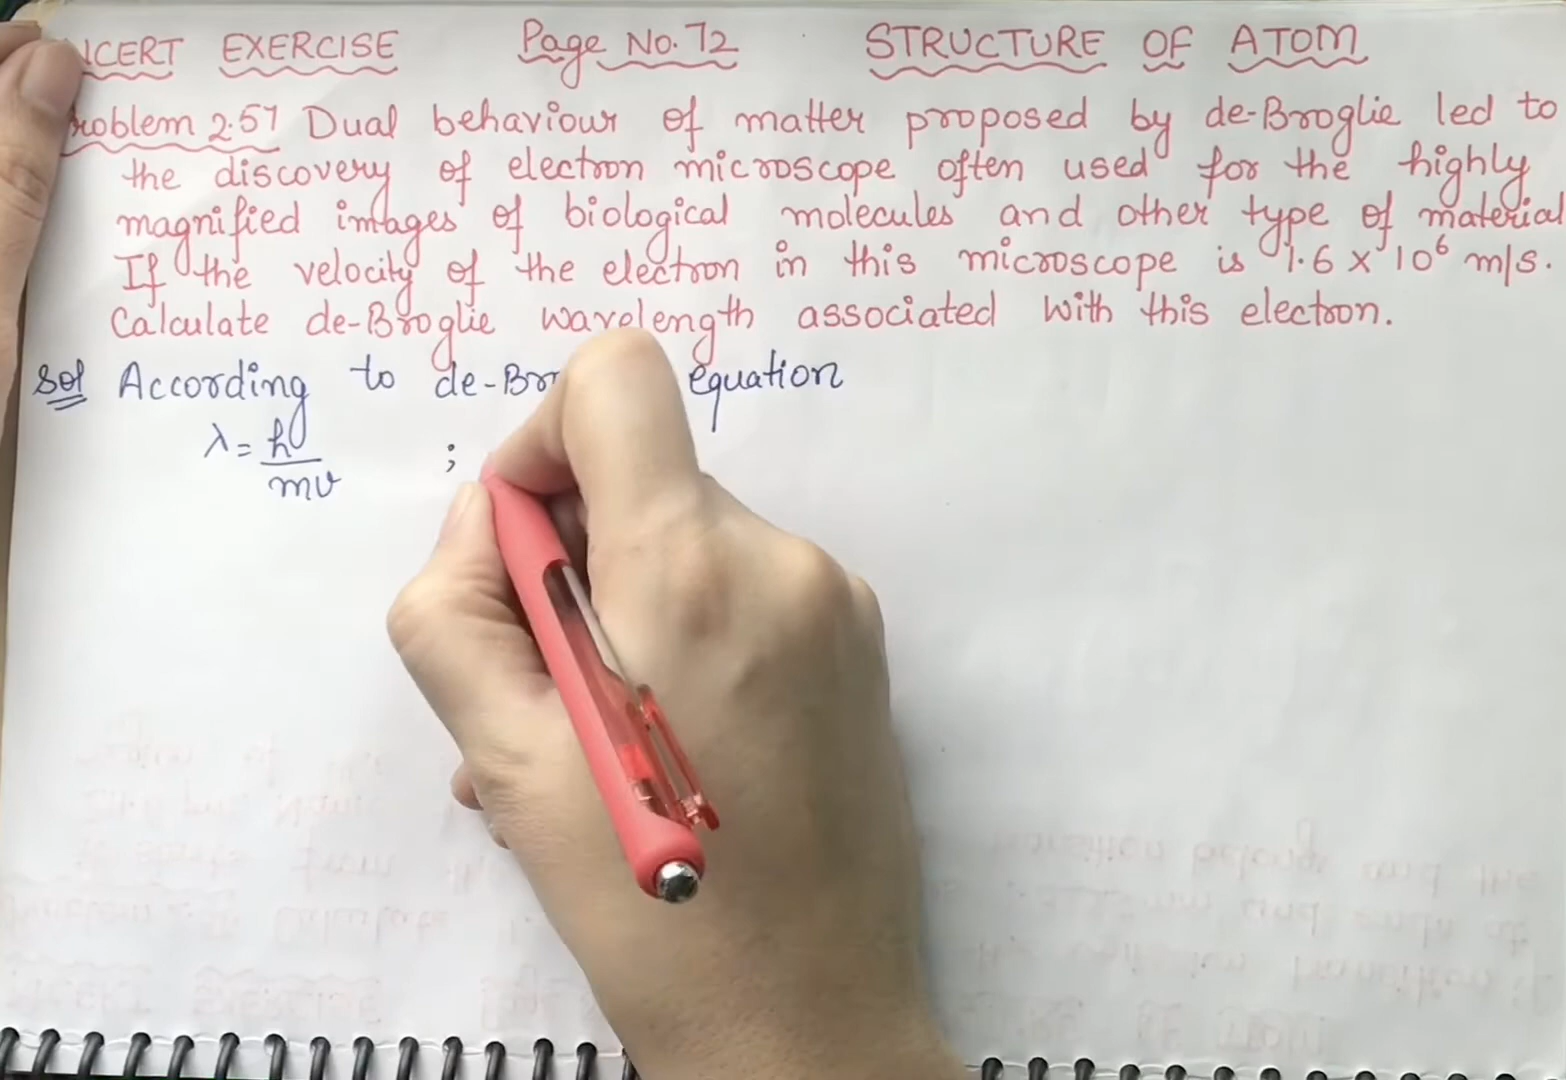 NCERT EXERCISE Page No. 72 STRUCTURE OF ATOM
roblem 2.57 Dual behaviour of matter proposed by de-Broglie led to
the discovery of electron microscope often used for the highly
magnified images of biological molecules and other type of material
If the velocity of the electron in this microscope is 1.6 x 10⁶ m/s.
Calculate de-Broglie wavelength associated with this electron.
Sol According to de-Bro equation
λ = h ;
mv